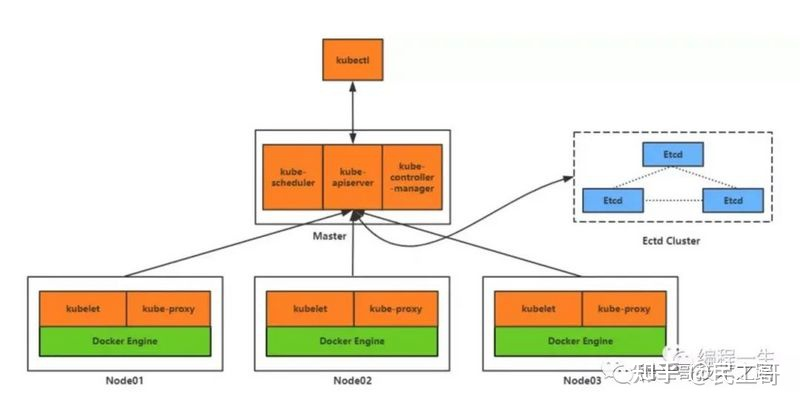 kubectl
kube-
scheduler
kube-
apiserver
kube-
controller
-manager
Master
Etcd
Etcd
Etcd
Ectd Cluster
kubelet
kube-proxy
Docker Engine
Node01
kubelet
kube-proxy
Docker Engine
Node02
kubelet
kube-proxy
Docker Engine
Node03
编程一生
知乎 @民工哥